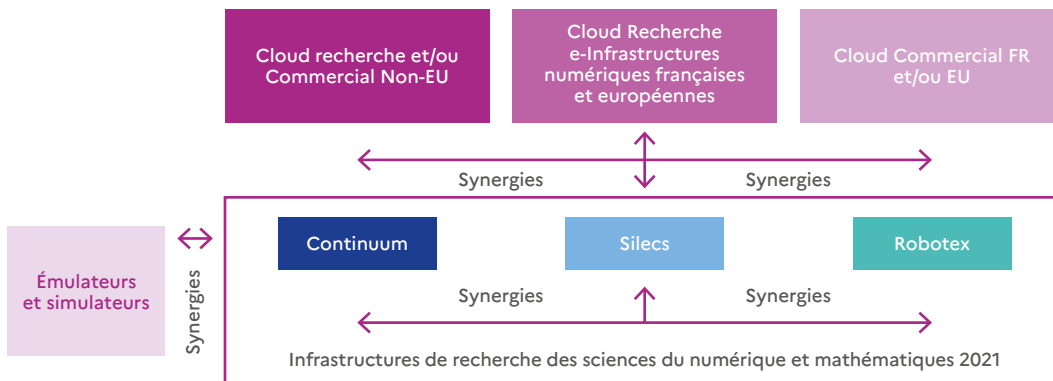 Cloud recherche et/ou
Commercial Non-EU
Cloud Recherche
e-Infrastructures
numériques françaises
et européennes
Cloud Commercial FR
et/ou EU
Synergies
Synergies
Émulateurs
et simulateurs
Synergies
Continuum
Silecs
Robotex
Synergies
Synergies
Infrastructures de recherche des sciences du numérique et mathématiques 2021